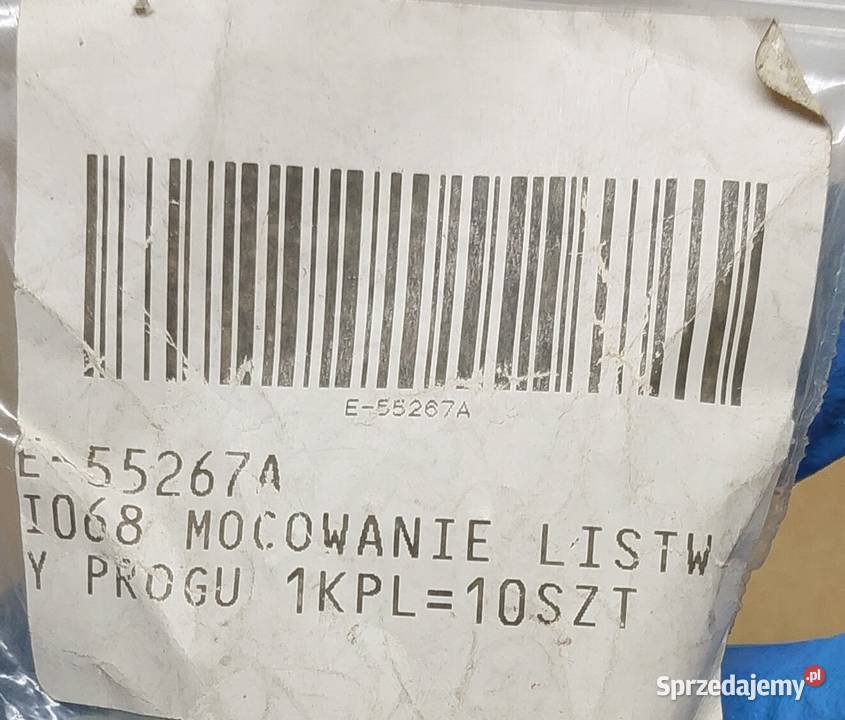 E-55267A
E-55267A
I068 MOCOWANIE LISTW
Y PROGU 1KPL=10SZT
Sprzedajemy.pl